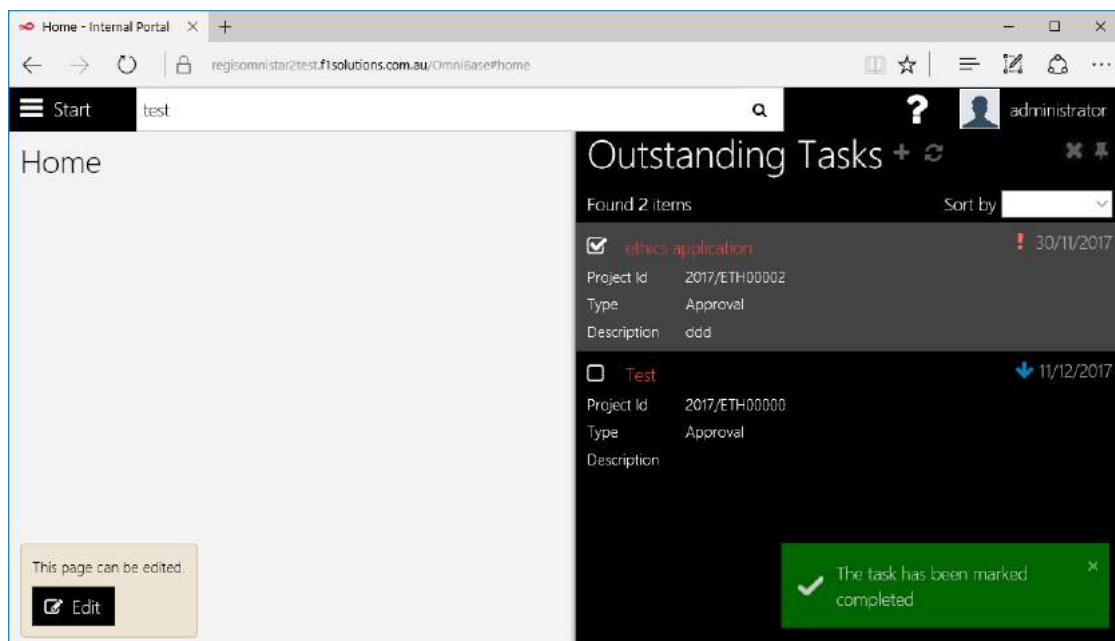 Home - Internal Portal
regisomnistar2test.f1solutions.com.au/OmniBase#home
Start
test
?
administrator
Home
Outstanding Tasks
Found 2 items
Sort by
ethics application
! 30/11/2017
Project Id 2017/ETH00002
Type Approval
Description ddd
Test
11/12/2017
Project Id 2017/ETH00000
Type Approval
Description
This page can be edited.
Edit
The task has been marked
completed